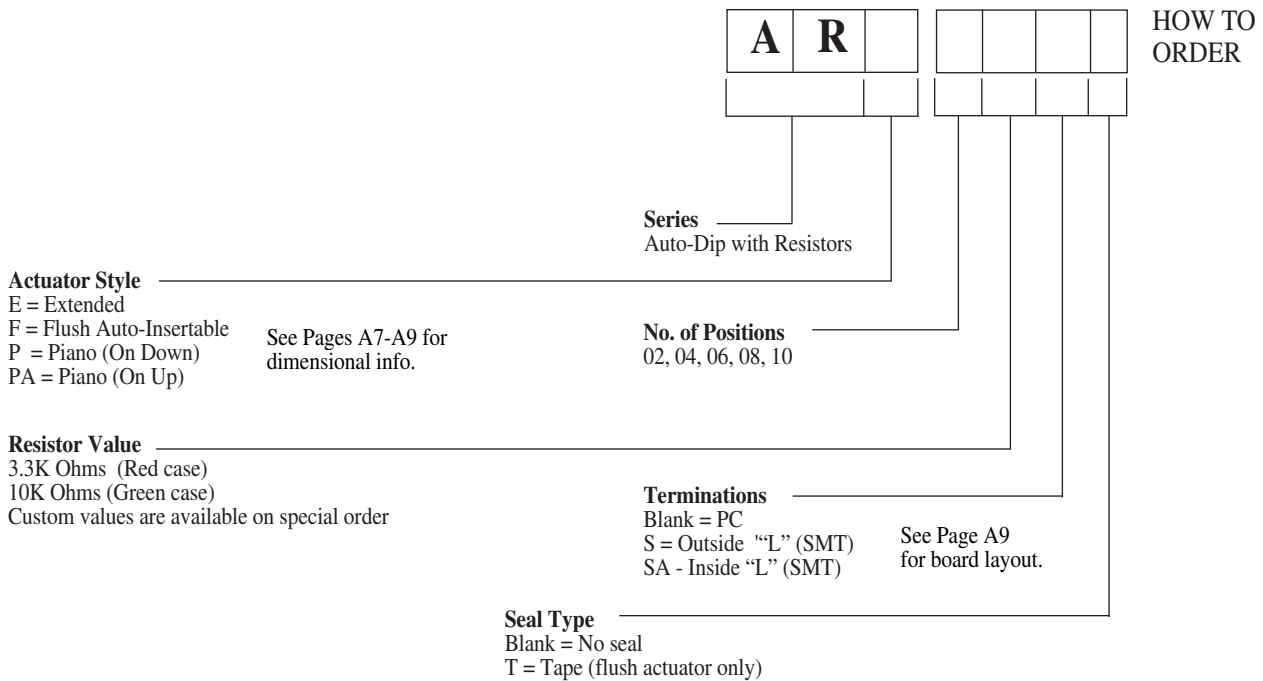 A R
HOW TO
ORDER
Series
Auto-Dip with Resistors
Actuator Style
E = Extended
F = Flush Auto-Insertable
P = Piano (On Down)
PA = Piano (On Up)
See Pages A7-A9 for
dimensional info.
No. of Positions
02, 04, 06, 08, 10
Resistor Value
3.3K Ohms (Red case)
10K Ohms (Green case)
Custom values are available on special order
Terminations
Blank = PC
S = Outside '“L” (SMT)
SA - Inside “L” (SMT)
See Page A9
for board layout.
Seal Type
Blank = No seal
T = Tape (flush actuator only)